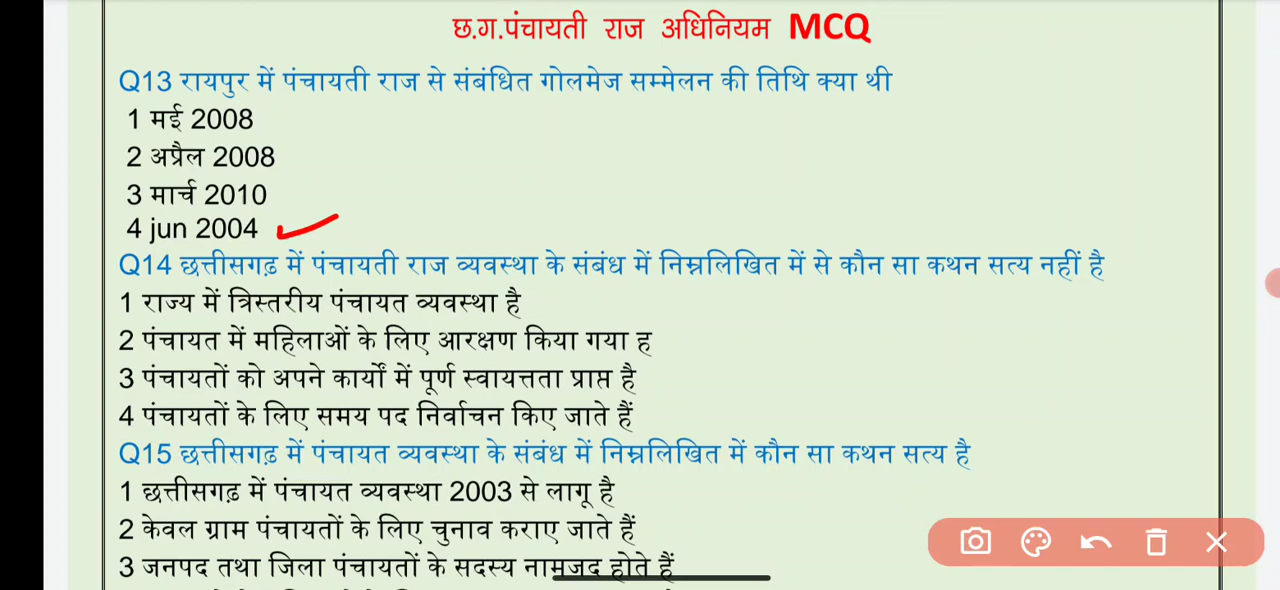 छ.ग.पंचायती राज अधिनियम MCQ
Q13 रायपुर में पंचायती राज से संबंधित गोलमेज सम्मेलन की तिथि क्या थी
1 मई 2008
2 अप्रैल 2008
3 मार्च 2010
4 jun 2004
Q14 छत्तीसगढ़ में पंचायती राज व्यवस्था के संबंध में निम्नलिखित में से कौन सा कथन सत्य नहीं है
1 राज्य में त्रिस्तरीय पंचायत व्यवस्था है
2 पंचायत में महिलाओं के लिए आरक्षण किया गया ह
3 पंचायतों को अपने कार्यों में पूर्ण स्वायत्तता प्राप्त है
4 पंचायतों के लिए समय पद निर्वाचन किए जाते हैं
Q15 छत्तीसगढ़ में पंचायत व्यवस्था के संबंध में निम्नलिखित में कौन सा कथन सत्य है
1 छत्तीसगढ़ में पंचायत व्यवस्था 2003 से लागू है
2 केवल ग्राम पंचायतों के लिए चुनाव कराए जाते हैं
3 जनपद तथा जिला पंचायतों के सदस्य नामजद होते हैं